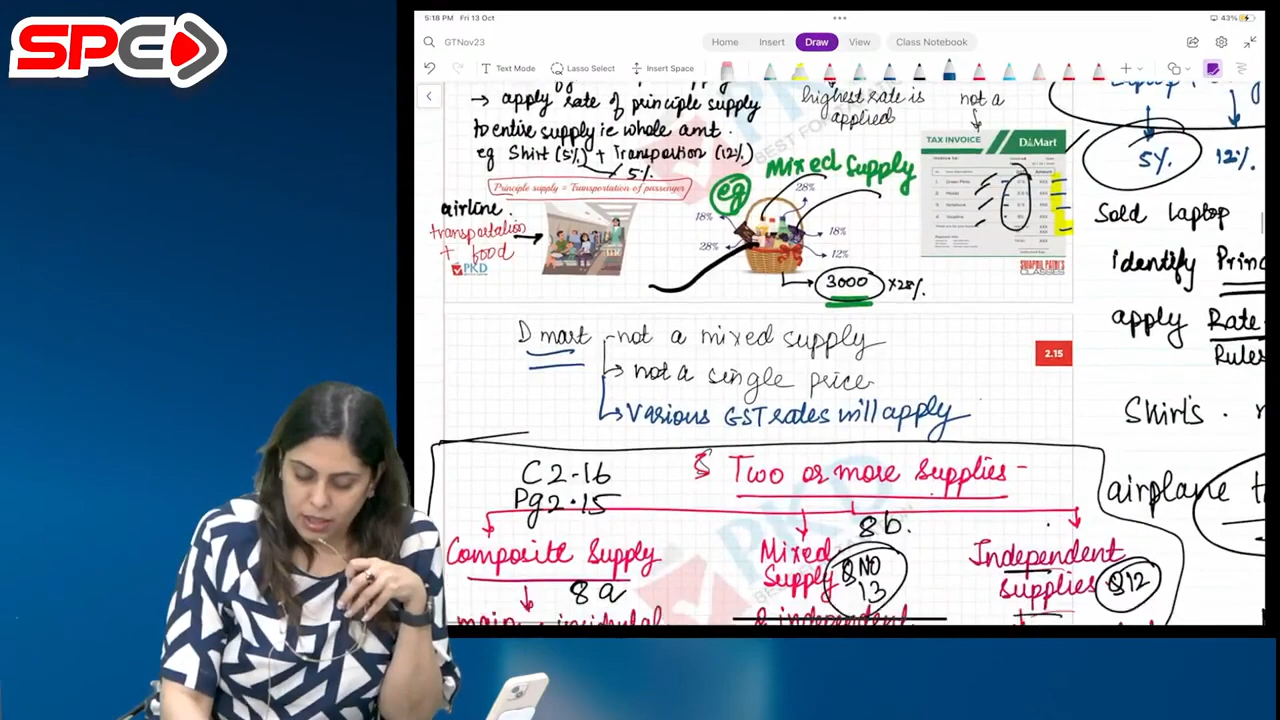 SPC
5:18 PM Fri 13 Oct
43%
GTNov23
Home Insert Draw View Class Notebook
Text Mode Lasso Select Insert Space
→ apply rate of principle supply
to entire supply ie whole amt.
eg Shirt (5%) + Transportion (12%)
5%
highest rate is
applied
not a
TAX INVOICE
DMart
5%
12%
Principle supply = Transportation of passenger
eg
Mixed Supply
28%
18%
28%
18%
12%
3000 x28%
airline
transportation
+ food
PKD
Sold laptop
identify Princ
apply Rate
Rules
D mart
not a mixed supply
→ not a single price
→ Various GST rates will apply
2.15
Shirts
airplane
C2.16
Pg 2.15
Two or more supplies -
8b.
Composite Supply
8a
Mixed
Supply
Q NO
13
Independent
Supplies
Q12
& independent